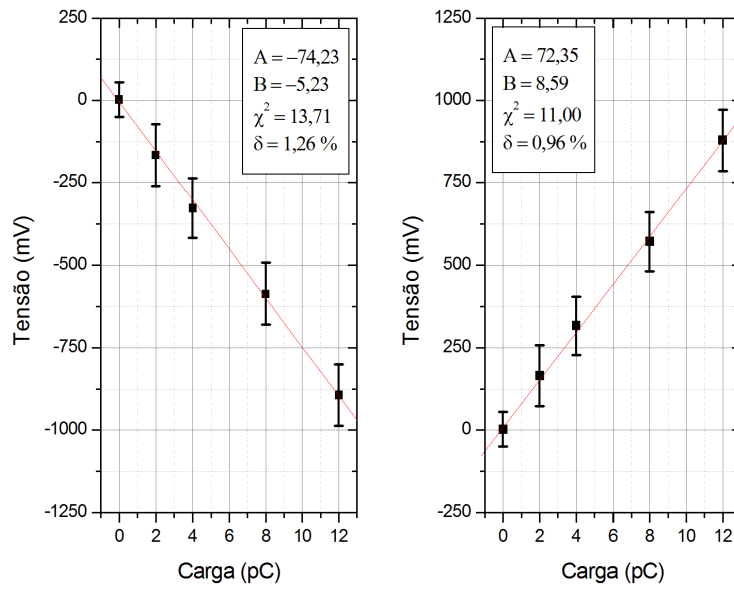 250
0
-250
-500
-750
-1000
-1250
Tensão (mV)
A = −74,23
B = −5,23
χ² = 13,71
δ = 1,26 %
0 2 4 6 8 10 12
Carga (pC)
1250
1000
750
500
250
0
-250
Tensão (mV)
A = 72,35
B = 8,59
χ² = 11,00
δ = 0,96 %
0 2 4 6 8 10 12
Carga (pC)